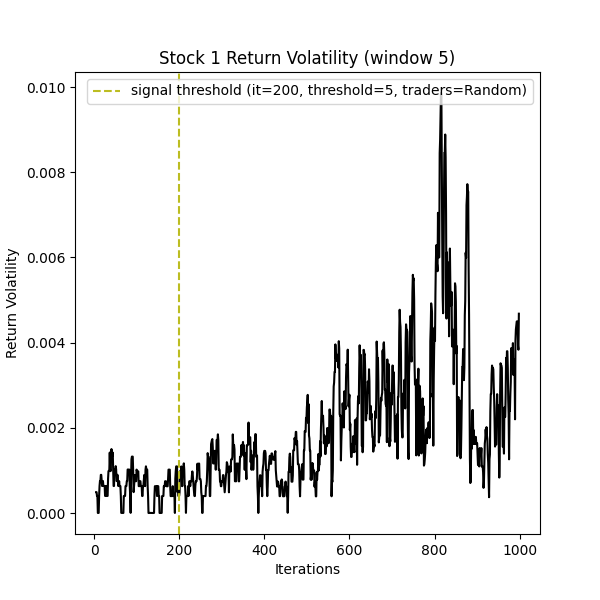 Stock 1 Return Volatility (window 5)
signal threshold (it=200, threshold=5, traders=Random)
0.010
0.008
0.006
0.004
0.002
0.000
Return Volatility
0 200 400 600 800 1000
Iterations